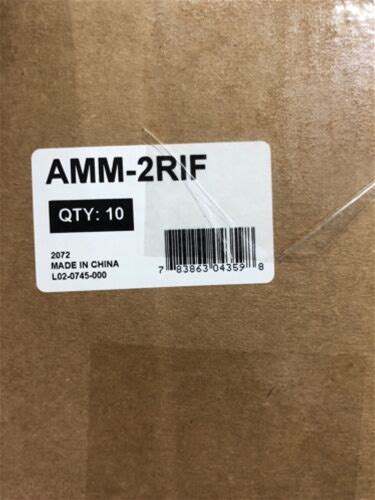 AMM-2RIF
QTY: 10
2072
MADE IN CHINA
L02-0745-000
7 83863 04359 8